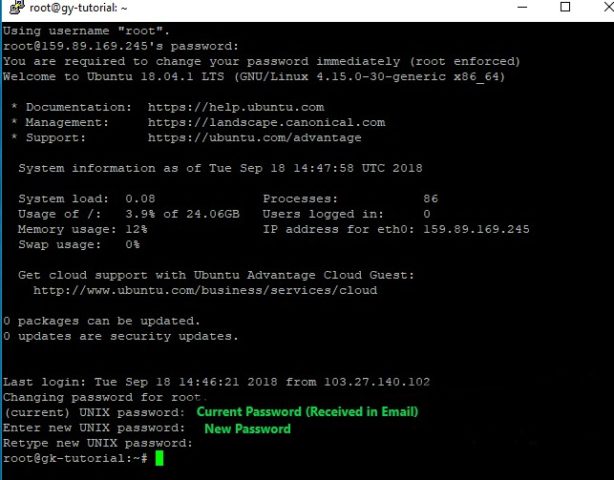 root@gy-tutorial: ~
Using username "root".
root@159.89.169.245's password:
You are required to change your password immediately (root enforced)
Welcome to Ubuntu 18.04.1 LTS (GNU/Linux 4.15.0-30-generic x86_64)
* Documentation: https://help.ubuntu.com
* Management: https://landscape.canonical.com
* Support: https://ubuntu.com/advantage
System information as of Tue Sep 18 14:47:58 UTC 2018
System load: 0.08 Processes: 86
Usage of /: 3.9% of 24.06GB Users logged in: 0
Memory usage: 12% IP address for eth0: 159.89.169.245
Swap usage: 0%
Get cloud support with Ubuntu Advantage Cloud Guest:
http://www.ubuntu.com/business/services/cloud
0 packages can be updated.
0 updates are security updates.
Last login: Tue Sep 18 14:46:21 2018 from 103.27.140.102
Changing password for root.
(current) UNIX password: Current Password (Received in Email)
Enter new UNIX password: New Password
Retype new UNIX password:
root@gk-tutorial:~#